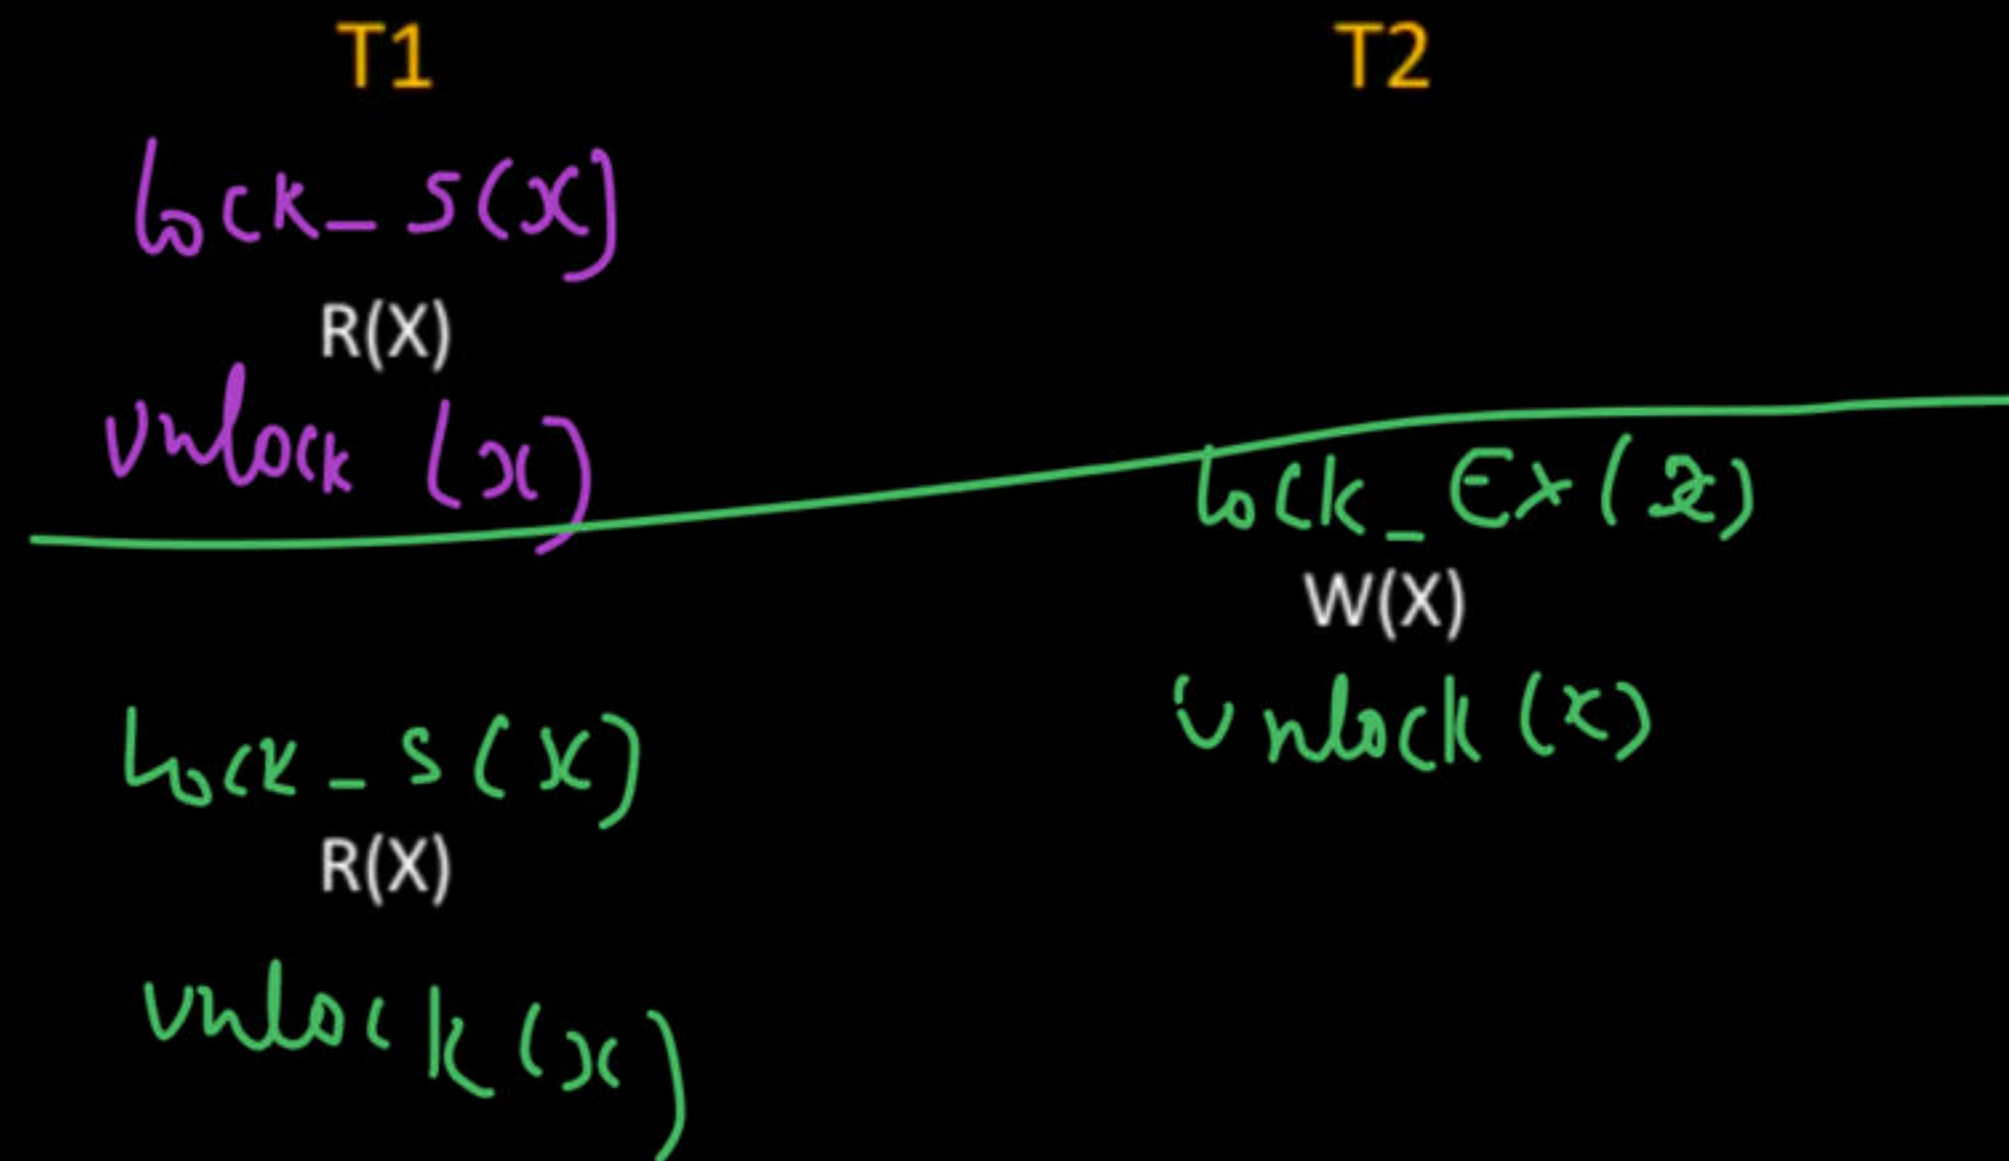 T1 T2
lock_S(x)
R(X)
unlock (x)
lock_Ex(x)
W(X)
unlock(x)
lock_S(x)
R(X)
unlock(x)